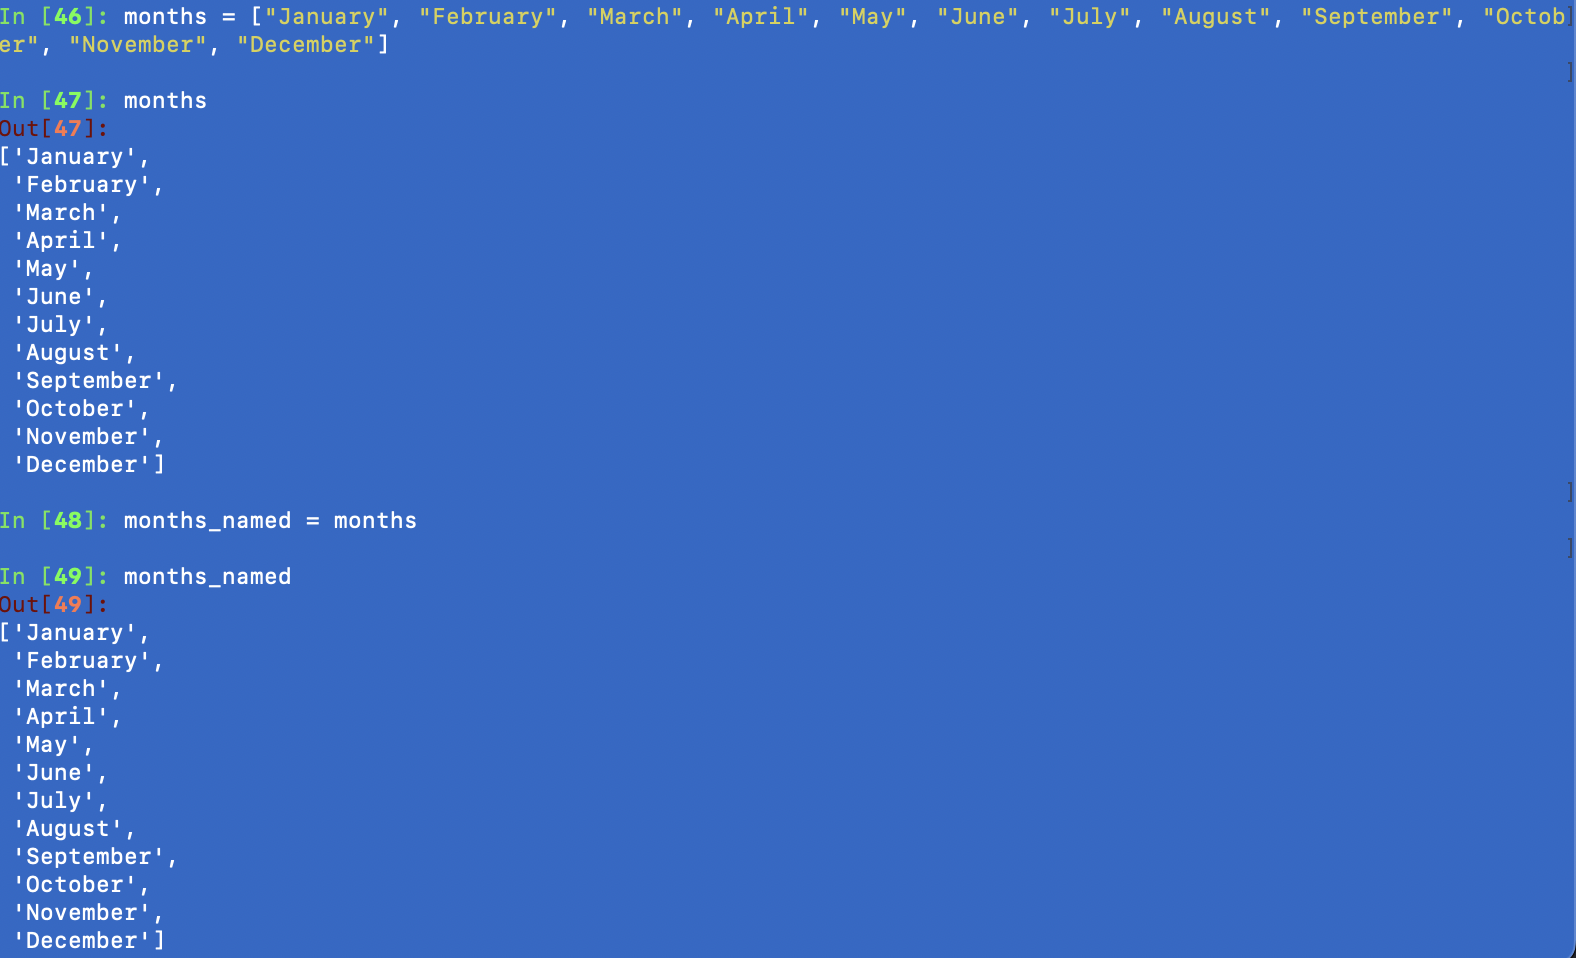 In [46]: months = ["January", "February", "March", "April", "May", "June", "July", "August", "September", "Octob]
er", "November", "December"]
]
In [47]: months
Out[47]:
['January',
 'February',
 'March',
 'April',
 'May',
 'June',
 'July',
 'August',
 'September',
 'October',
 'November',
 'December']
]
In [48]: months_named = months
]
In [49]: months_named
Out[49]:
['January',
 'February',
 'March',
 'April',
 'May',
 'June',
 'July',
 'August',
 'September',
 'October',
 'November',
 'December']